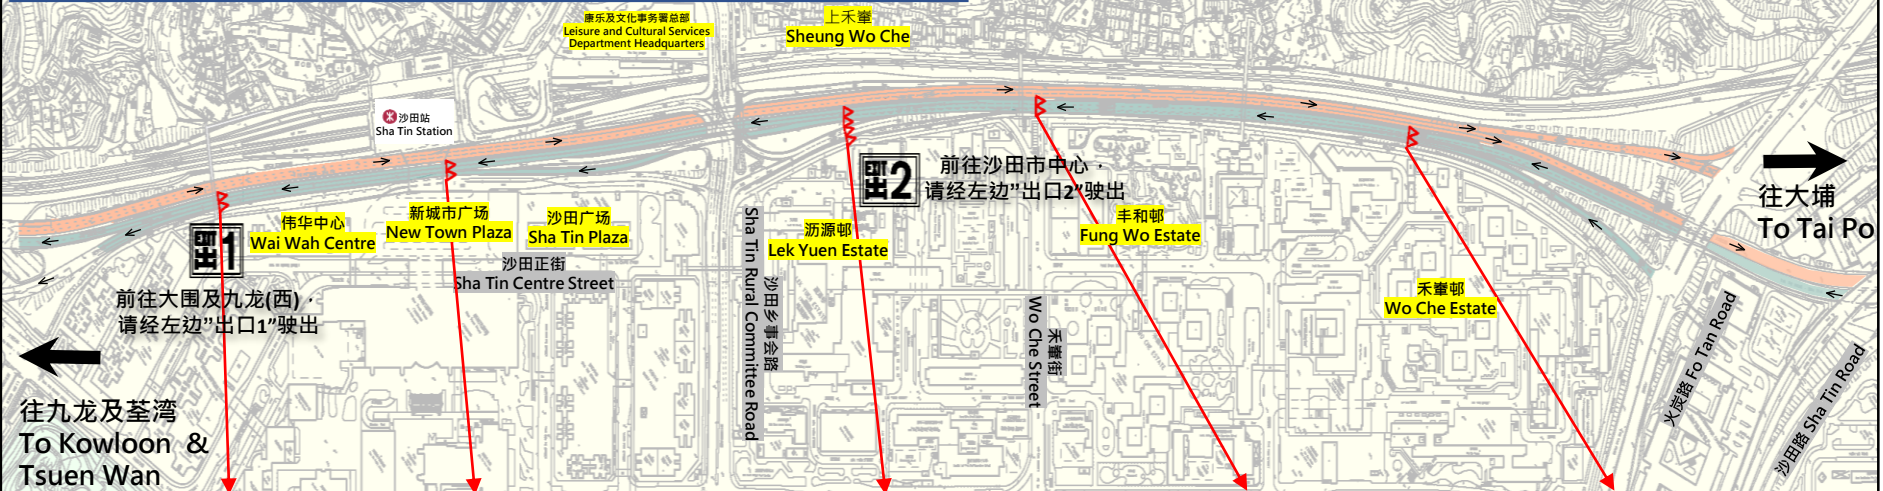 康乐及文化事务署总部
Leisure and Cultural Services
Department Headquarters
上禾輋
Sheung Wo Che
沙田站
Sha Tin Station
出口1
前往大围及九龙(西)，
请经左边"出口1"驶出
伟华中心
Wai Wah Centre
新城市广场
New Town Plaza
沙田广场
Sha Tin Plaza
沙田正街
Sha Tin Centre Street
出口2
前往沙田市中心，
请经左边"出口2"驶出
沥源邨
Lek Yuen Estate
丰和邨
Fung Wo Estate
禾輋邨
Wo Che Estate
沙田乡事会路
Sha Tin Rural Committee Road
禾輋街
Wo Che Street
火炭路 Fo Tan Road
沙田路 Sha Tin Road
往大埔
To Tai Po
往九龙及荃湾
To Kowloon &
Tsuen Wan